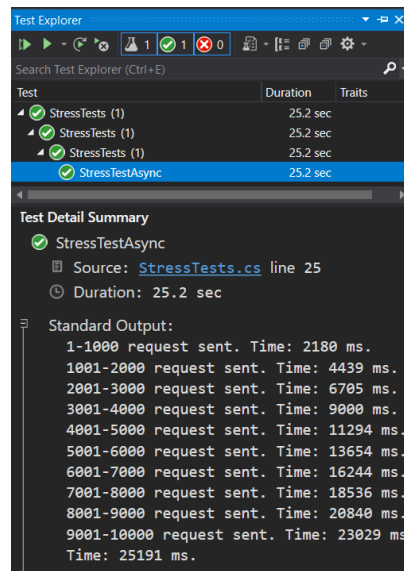 Test Explorer
1 1 0
Search Test Explorer (Ctrl+E)
Test Duration Traits
StressTests (1) 25.2 sec
StressTests (1) 25.2 sec
StressTests (1) 25.2 sec
StressTestAsync 25.2 sec
Test Detail Summary
StressTestAsync
Source: StressTests.cs line 25
Duration: 25.2 sec
Standard Output:
1-1000 request sent. Time: 2180 ms.
1001-2000 request sent. Time: 4439 ms.
2001-3000 request sent. Time: 6705 ms.
3001-4000 request sent. Time: 9000 ms.
4001-5000 request sent. Time: 11294 ms.
5001-6000 request sent. Time: 13654 ms.
6001-7000 request sent. Time: 16244 ms.
7001-8000 request sent. Time: 18536 ms.
8001-9000 request sent. Time: 20840 ms.
9001-10000 request sent. Time: 23029 ms
Time: 25191 ms.